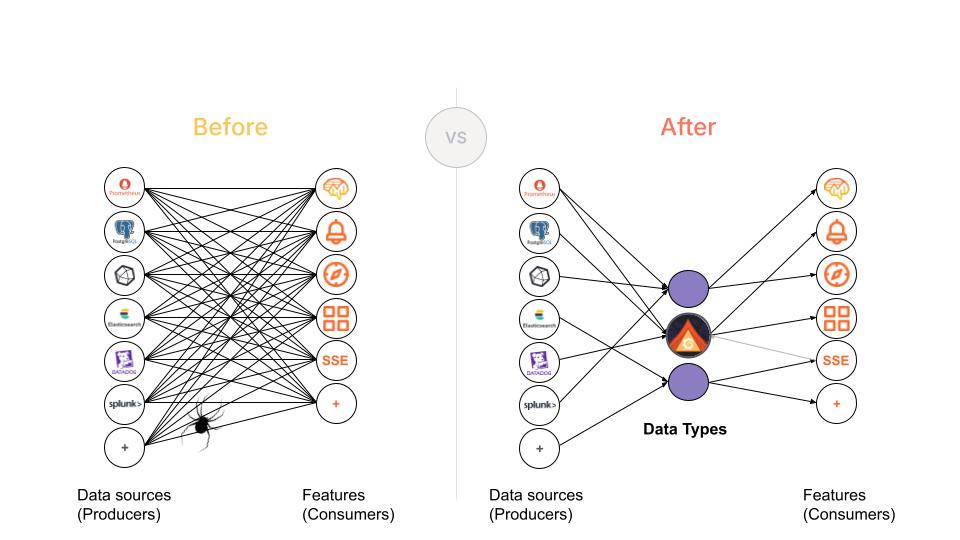 Before
VS
After
Prometheus
PostgreSQL
Elasticsearch
DATADOG
splunk>
+
SSE
+
Data sources
(Producers)
Features
(Consumers)
Prometheus
PostgreSQL
Elasticsearch
DATADOG
splunk>
+
Data Types
SSE
+
Data sources
(Producers)
Features
(Consumers)